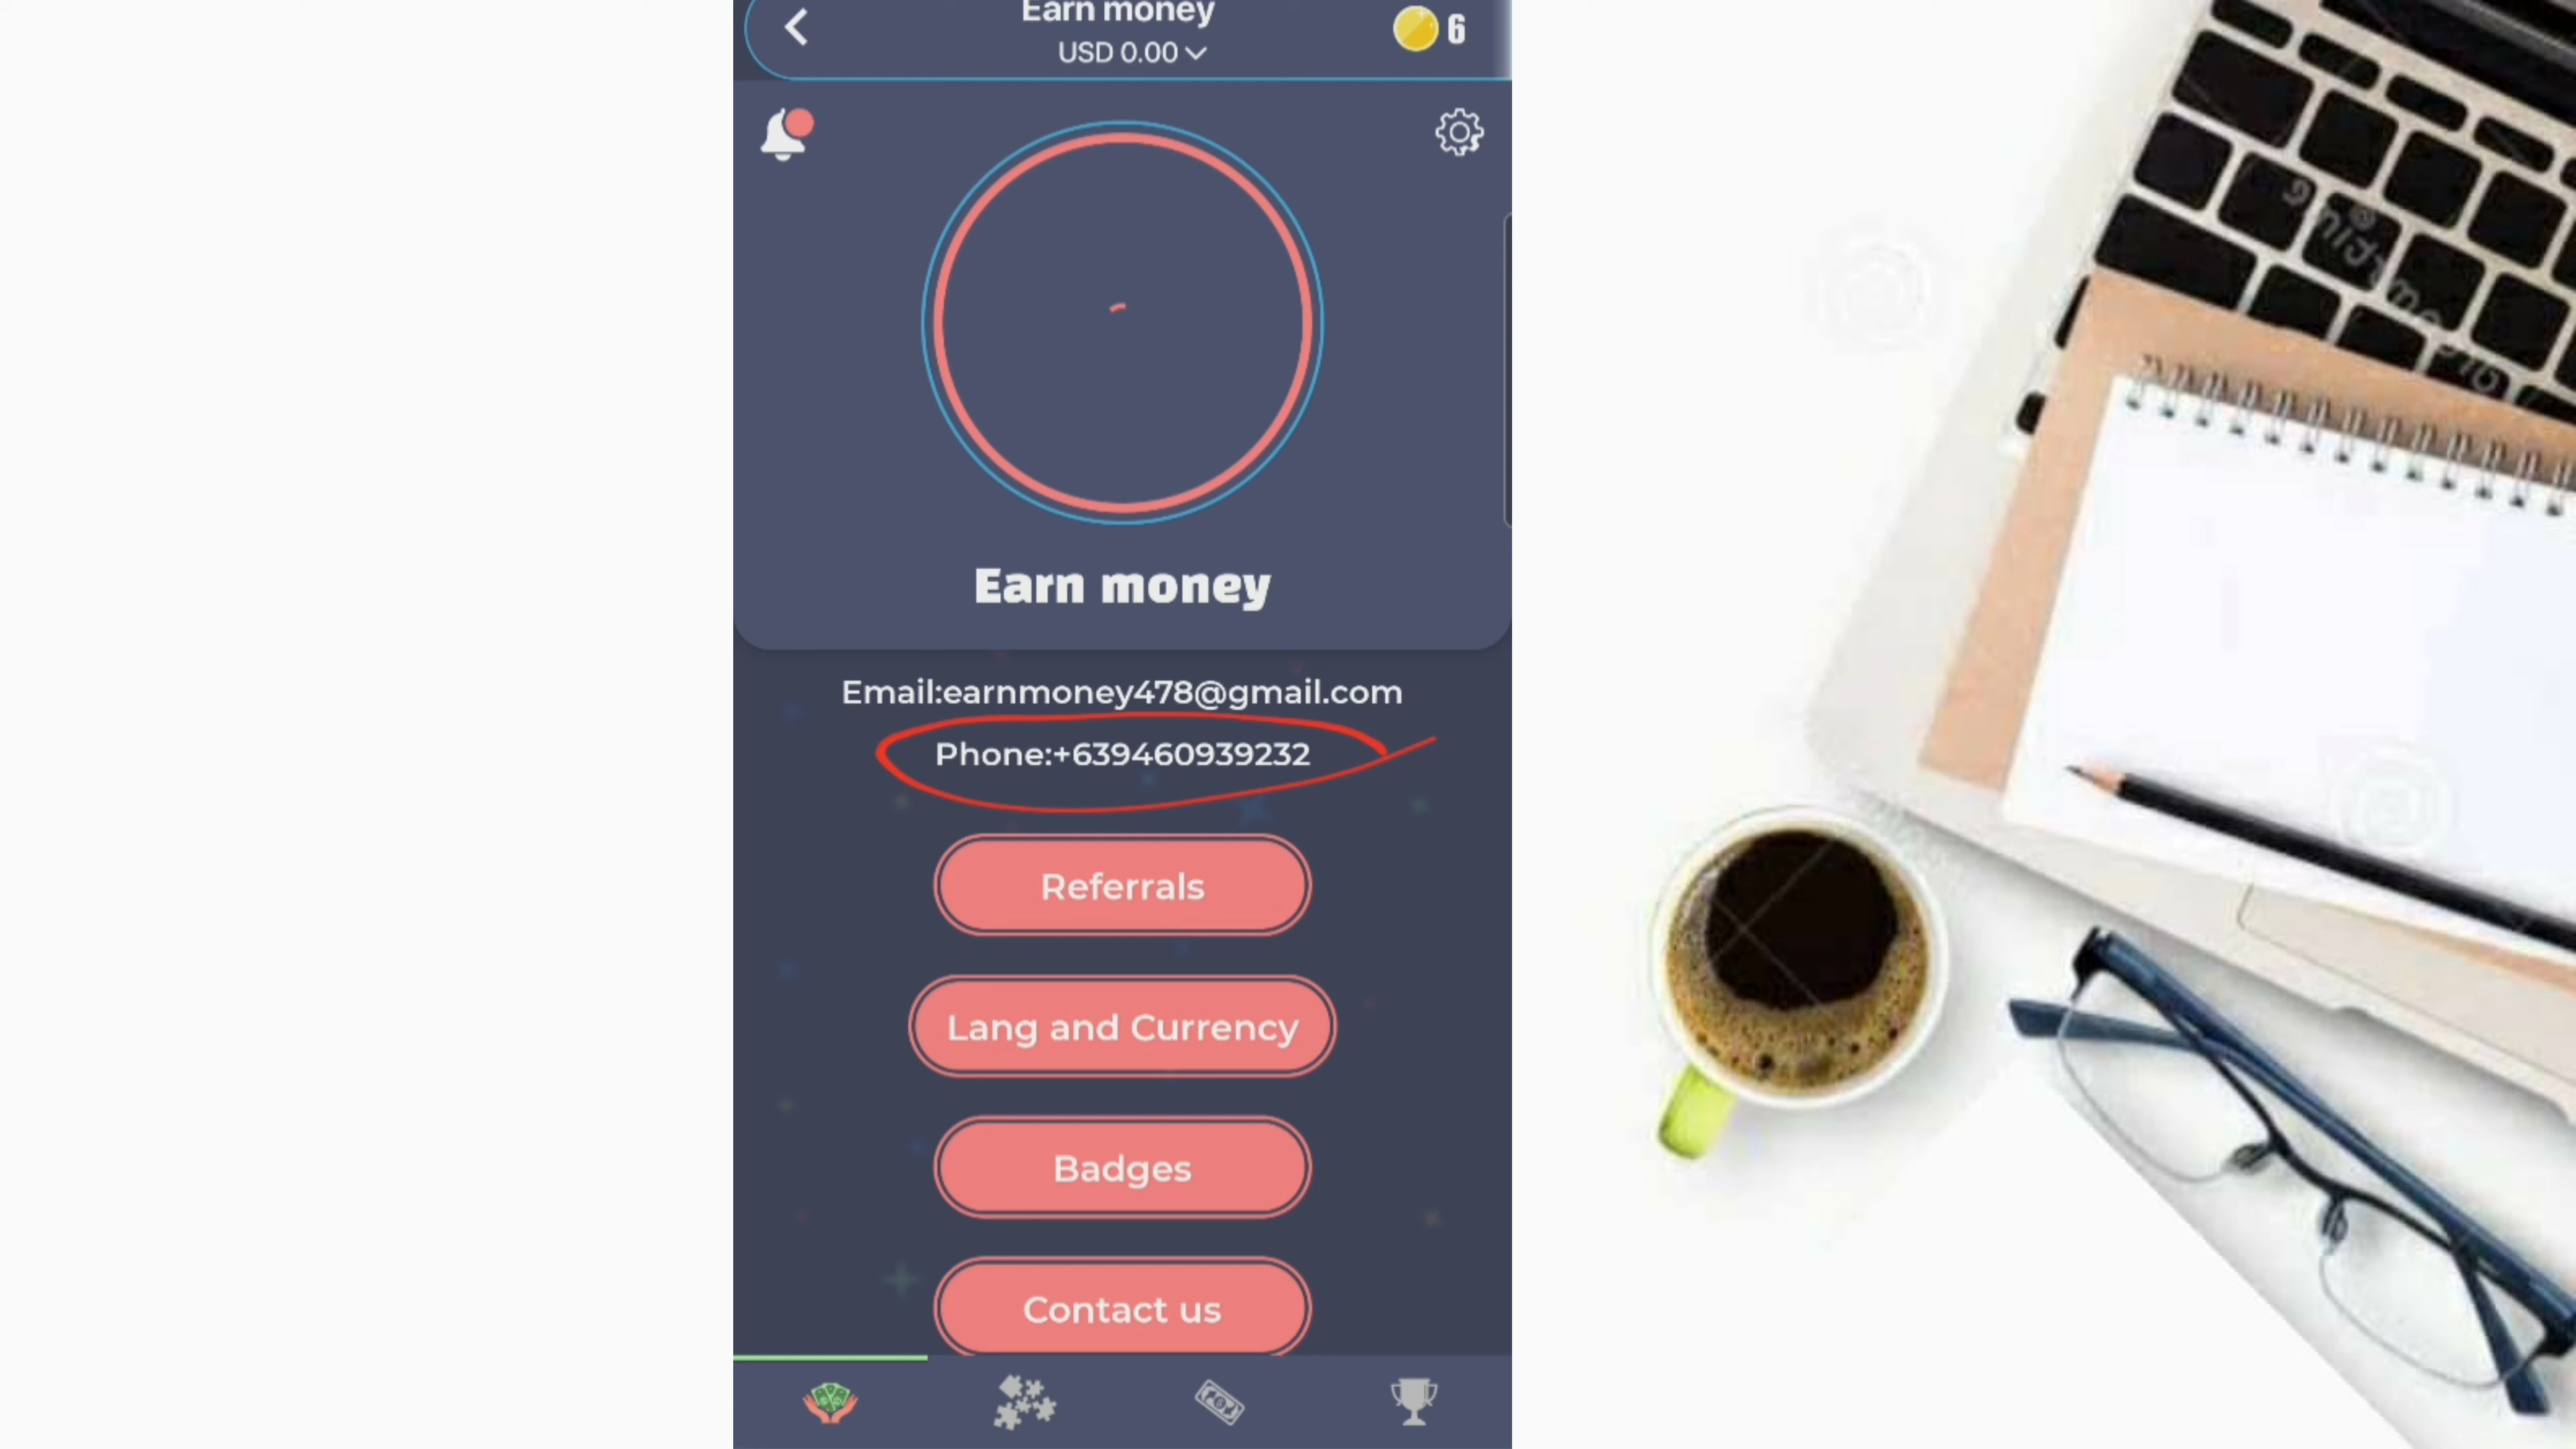 Earn money
USD 0.00
6
Earn money
Email:earnmoney478@gmail.com
Phone:+639460939232
Referrals
Lang and Currency
Badges
Contact us